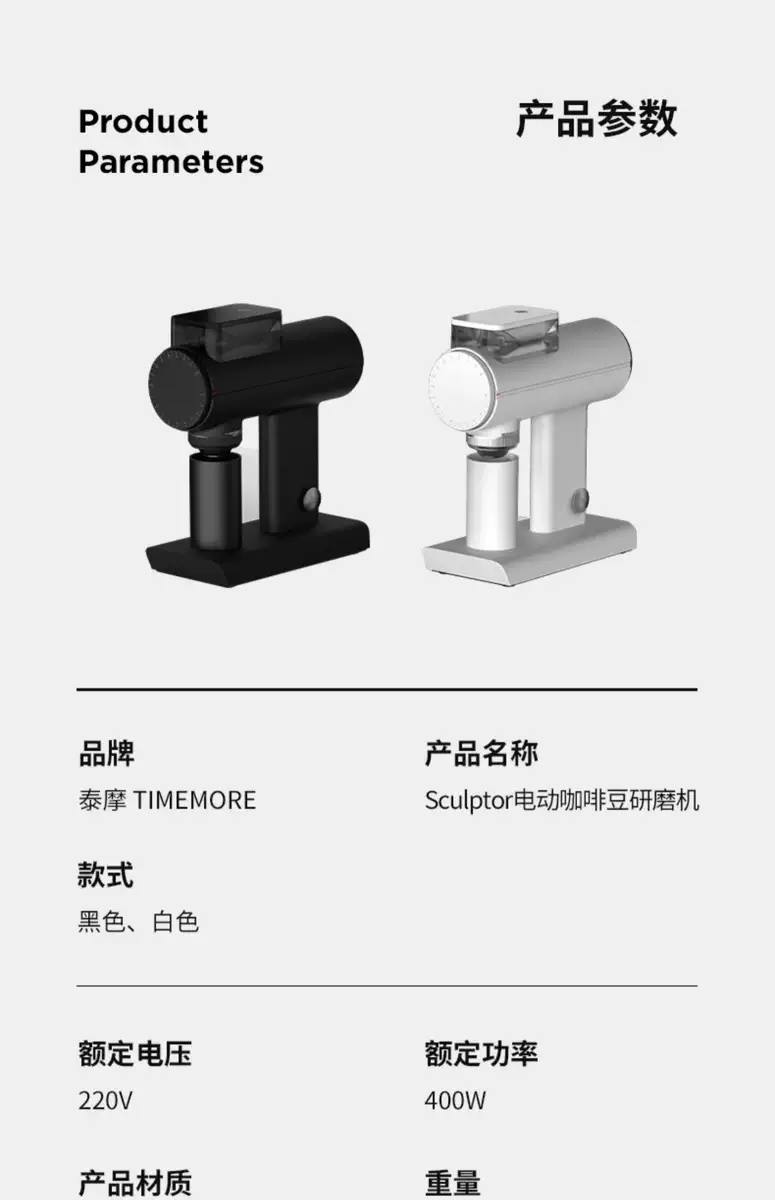 Product
Parameters
产品参数
品牌
泰摩 TIMEMORE
产品名称
Sculptor电动咖啡豆研磨机
款式
黑色、白色
额定电压
220V
额定功率
400W
产品材质
重量